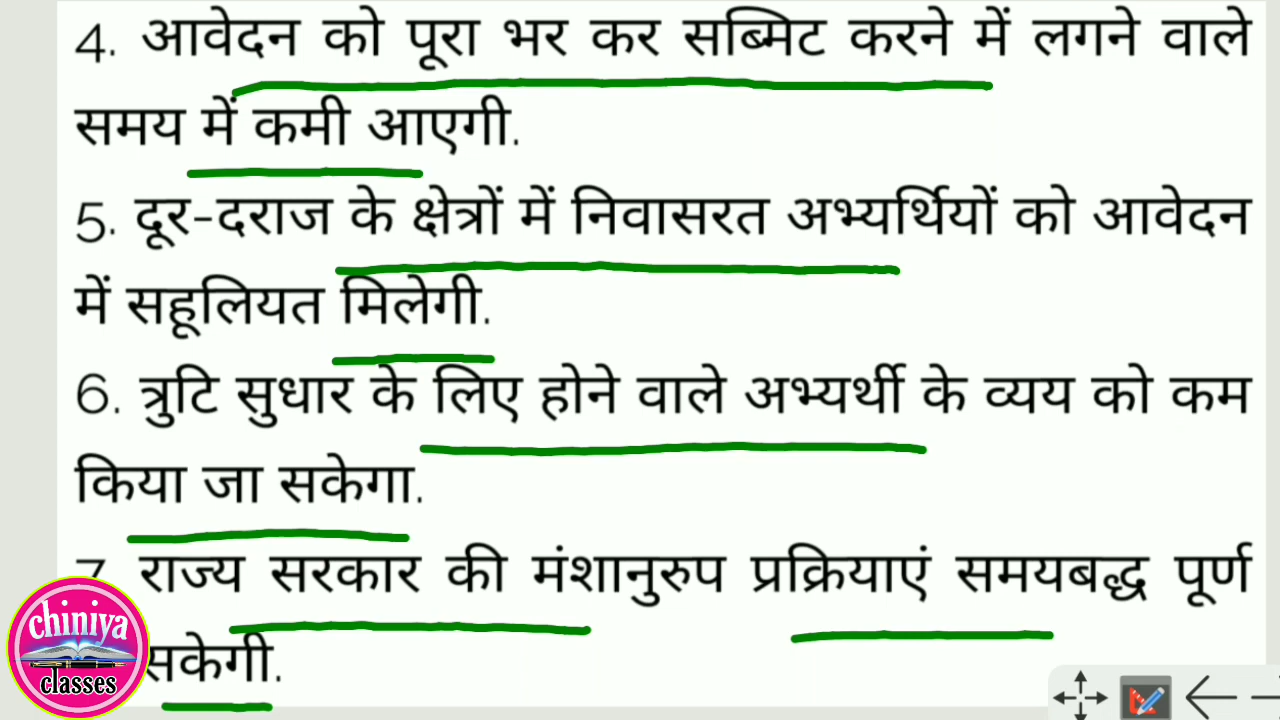 4. आवेदन को पूरा भर कर सब्मिट करने में लगने वाले
समय में कमी आएगी.
5. दूर-दराज के क्षेत्रों में निवासरत अभ्यर्थियों को आवेदन
में सहूलियत मिलेगी.
6. त्रुटि सुधार के लिए होने वाले अभ्यर्थी के व्यय को कम
किया जा सकेगा.
7. राज्य सरकार की मंशानुरुप प्रक्रियाएं समयबद्ध पूर्ण
सकेगी.
chiniya
classes